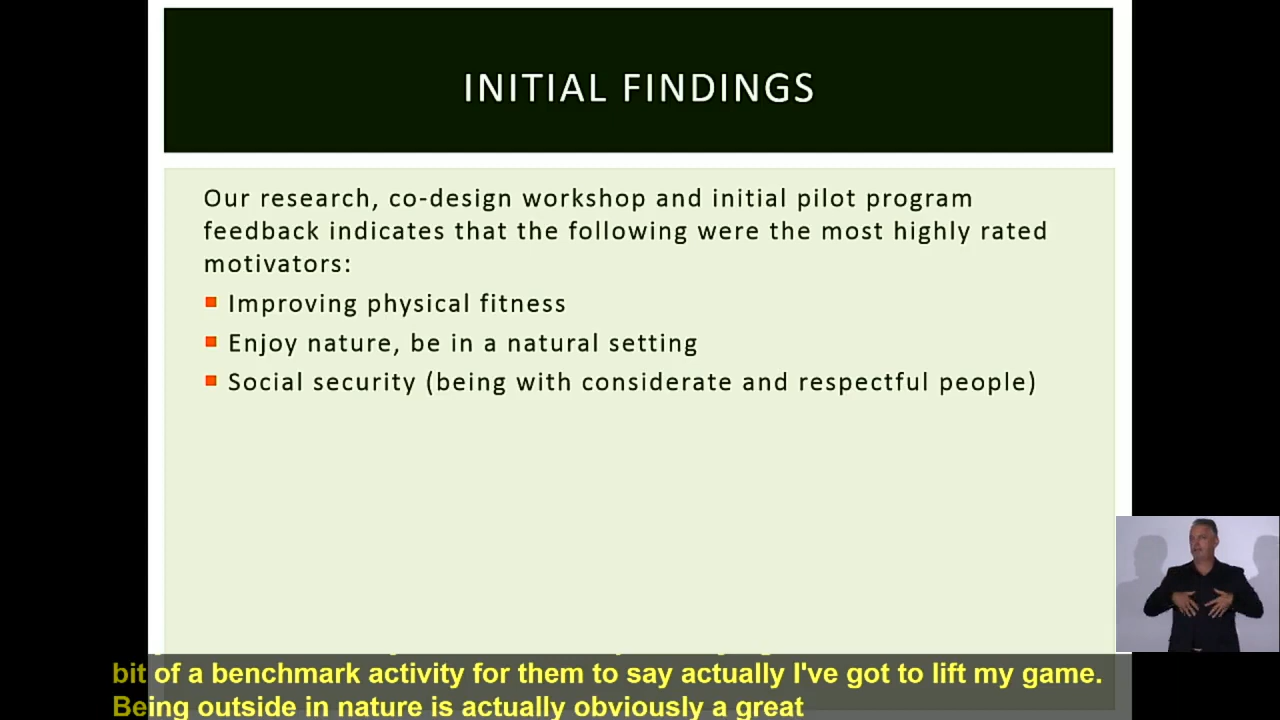 INITIAL FINDINGS
Our research, co-design workshop and initial pilot program
feedback indicates that the following were the most highly rated
motivators:
Improving physical fitness
Enjoy nature, be in a natural setting
Social security (being with considerate and respectful people)
bit of a benchmark activity for them to say actually I've got to lift my game.
Being outside in nature is actually obviously a great